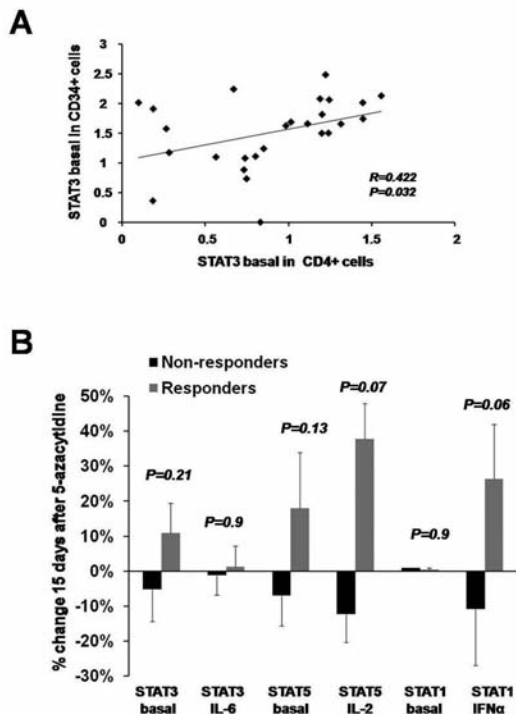 A
STAT3 basal in CD34+ cells
3
2.5
2
1.5
1
0.5
0
0 0.5 1 1.5 2
R=0.422
P=0.032
STAT3 basal in CD4+ cells
B
Non-responders
Responders
% change 15 days after 5-azacytidine
50%
40%
30%
20%
10%
0%
-10%
-20%
-30%
P=0.21
P=0.9
P=0.13
P=0.07
P=0.9
P=0.06
STAT3 STAT3 STAT5 STAT5 STAT1 STAT1
basal IL-6 basal IL-2 basal IFNα